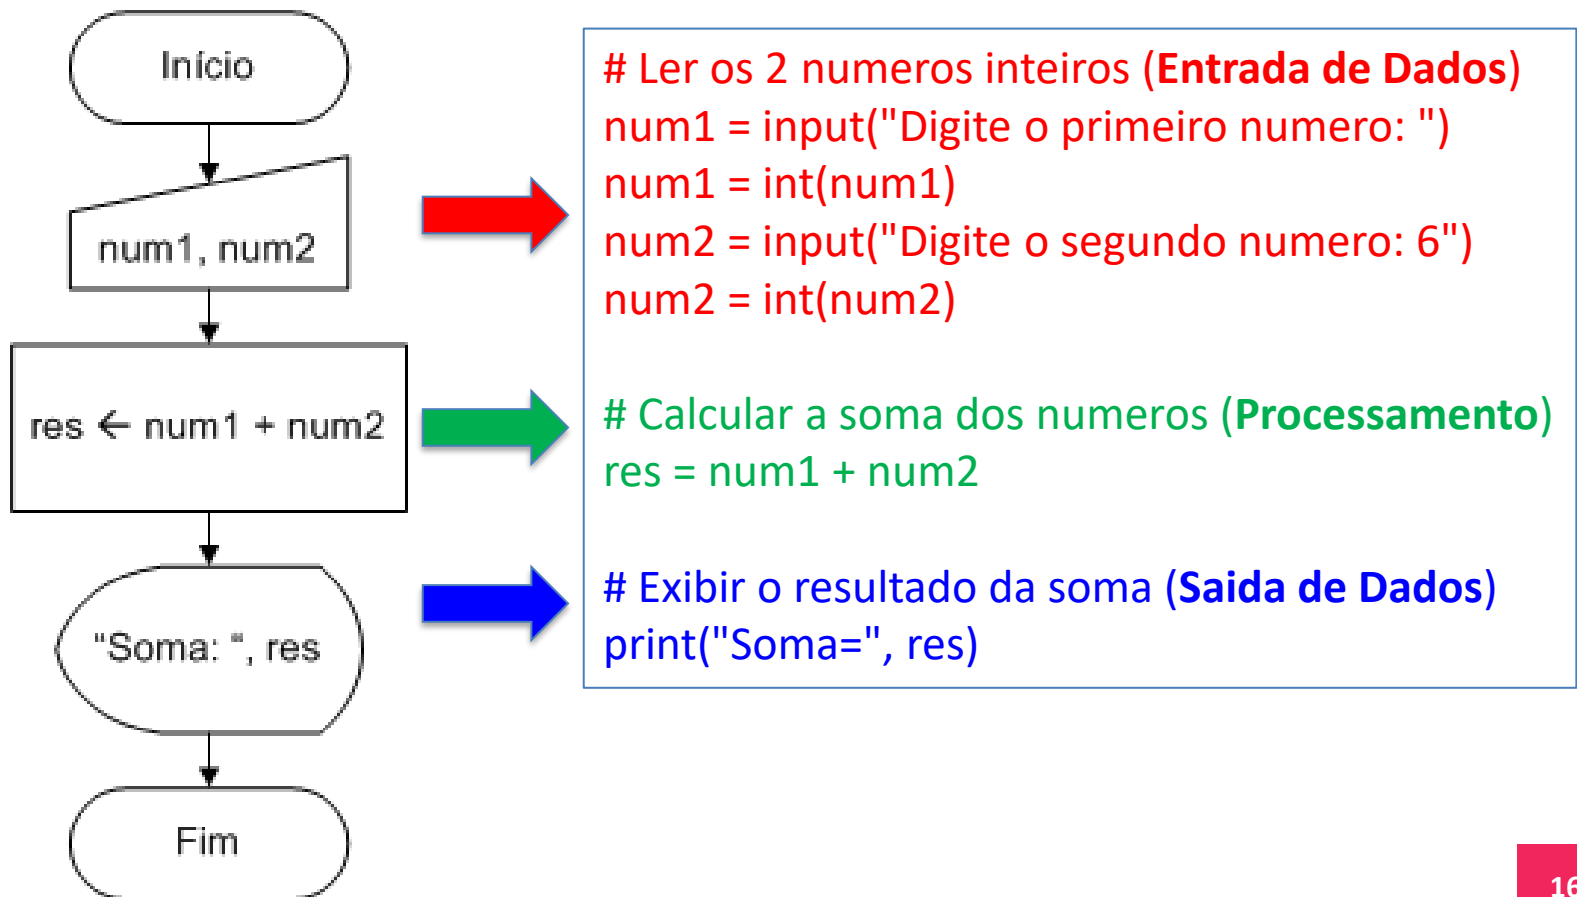 Início
num1, num2
res ← num1 + num2
"Soma: “, res
Fim
# Ler os 2 numeros inteiros (Entrada de Dados)
num1 = input("Digite o primeiro numero: ")
num1 = int(num1)
num2 = input("Digite o segundo numero: 6")
num2 = int(num2)
# Calcular a soma dos numeros (Processamento)
res = num1 + num2
# Exibir o resultado da soma (Saida de Dados)
print("Soma=", res)
16